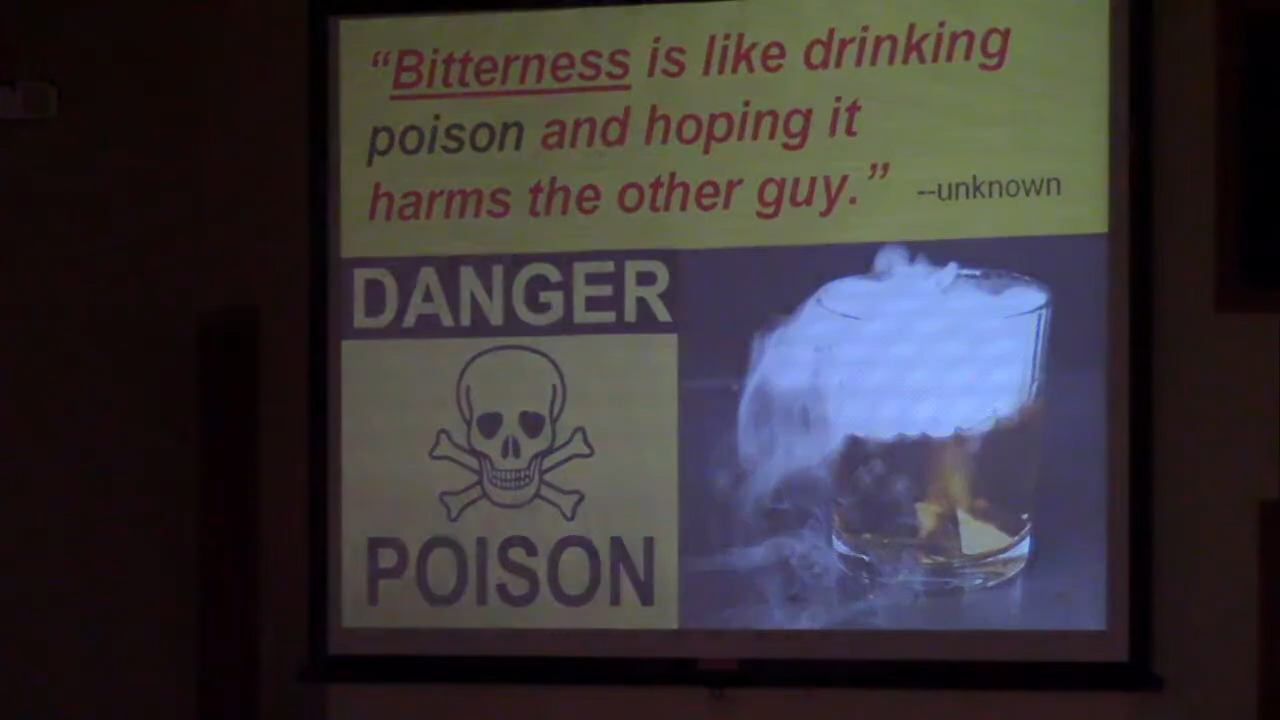 “Bitterness is like drinking
poison and hoping it
harms the other guy.” --unknown
DANGER
POISON